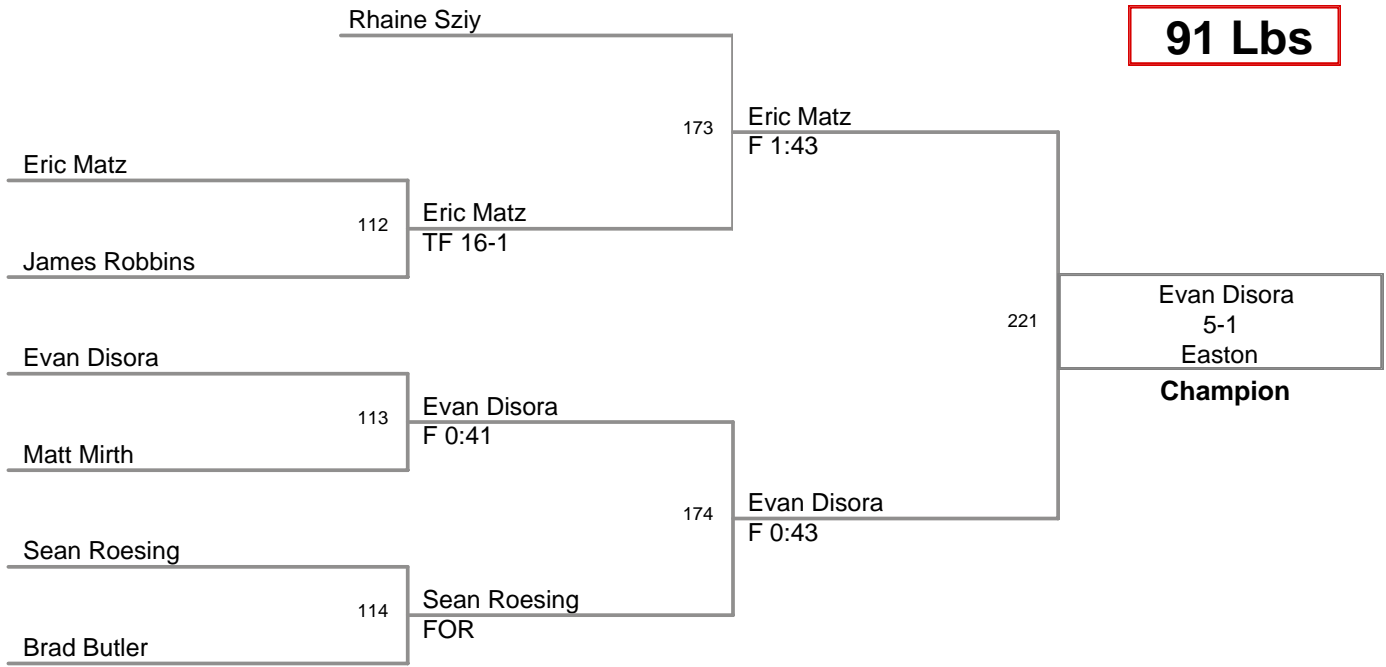 Rhaine Sziy
91 Lbs
173
Eric Matz
F 1:43
Eric Matz
112
Eric Matz
TF 16-1
James Robbins
221
Evan Disora
5-1
Easton
Champion
Evan Disora
113
Evan Disora
F 0:41
Matt Mirth
174
Evan Disora
F 0:43
Sean Roesing
114
Sean Roesing
FOR
Brad Butler